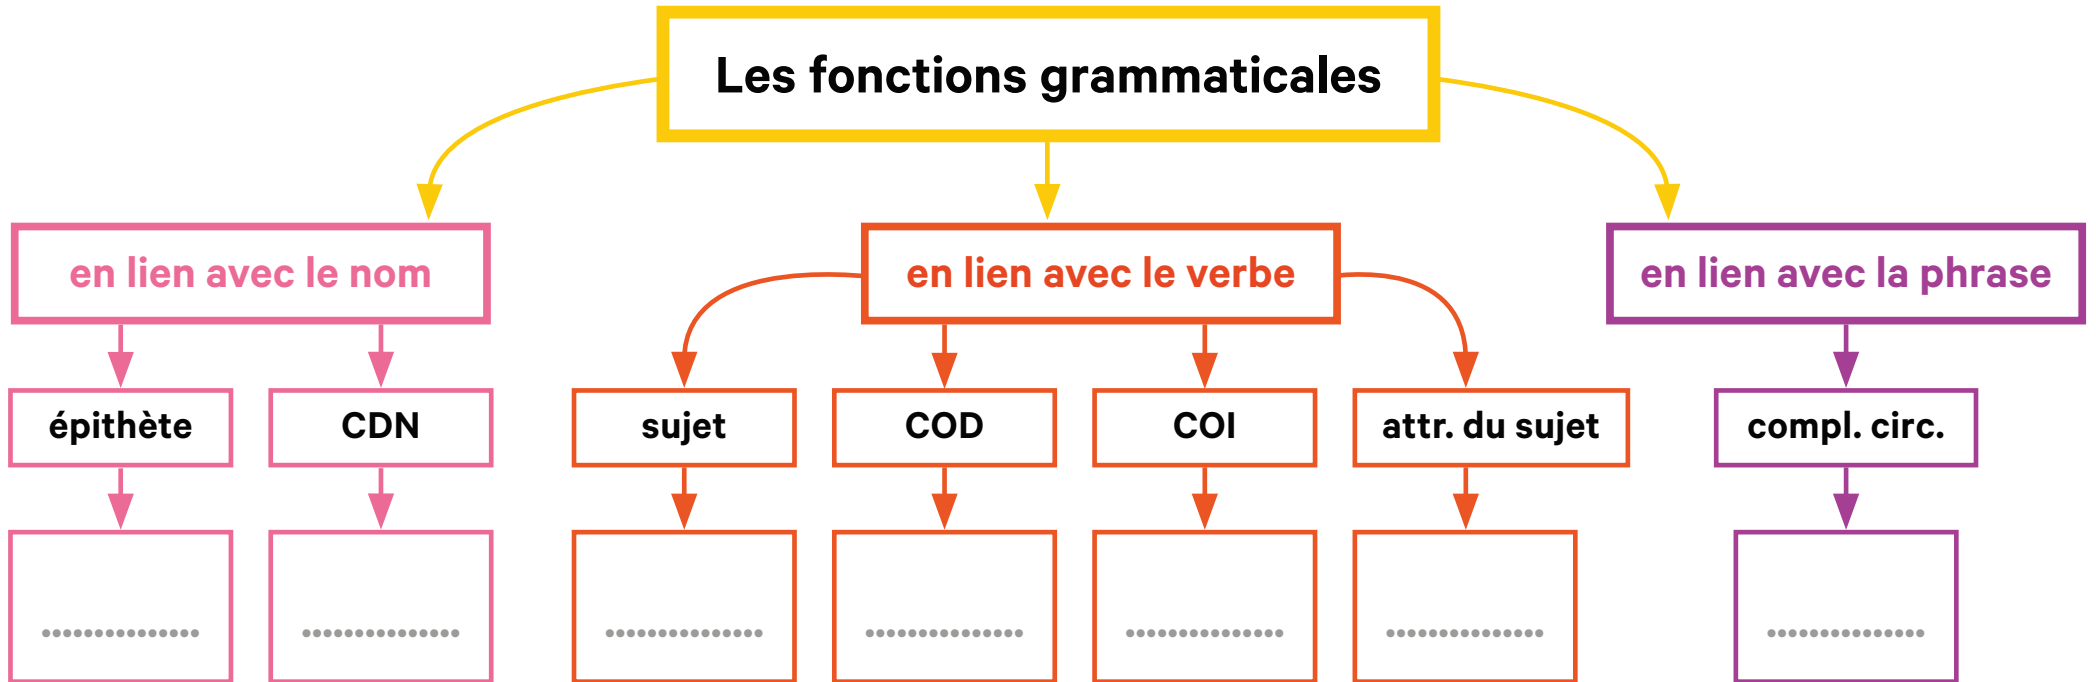 Les fonctions grammaticales
en lien avec le nom
en lien avec le verbe
en lien avec la phrase
épithète
CDN
sujet
COD
COI
attr. du sujet
compl. circ.
...............
...............
...............
...............
...............
...............
...............